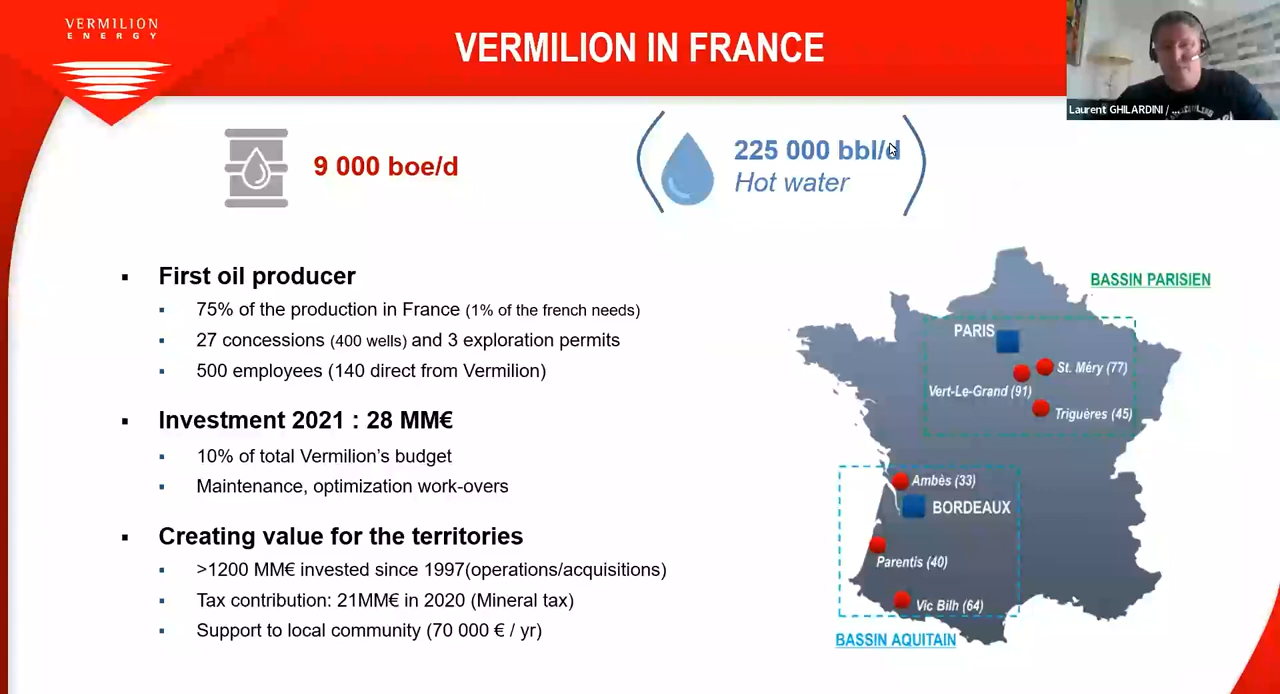 VERMILION
ENERGY
VERMILION IN FRANCE
Laurent GHILARDINI / ...
9 000 boe/d
225 000 bbl/d
Hot water
▪ First oil producer
▪ 75% of the production in France (1% of the french needs)
▪ 27 concessions (400 wells) and 3 exploration permits
▪ 500 employees (140 direct from Vermilion)
▪ Investment 2021 : 28 MM€
▪ 10% of total Vermilion's budget
▪ Maintenance, optimization work-overs
▪ Creating value for the territories
▪ >1200 MM€ invested since 1997(operations/acquisitions)
▪ Tax contribution: 21MM€ in 2020 (Mineral tax)
▪ Support to local community (70 000 € / yr)
BASSIN PARISIEN
PARIS
St. Méry (77)
Vert-Le-Grand (91)
Triguères (45)
Ambès (33)
BORDEAUX
Parentis (40)
Vic Bilh (64)
BASSIN AQUITAIN